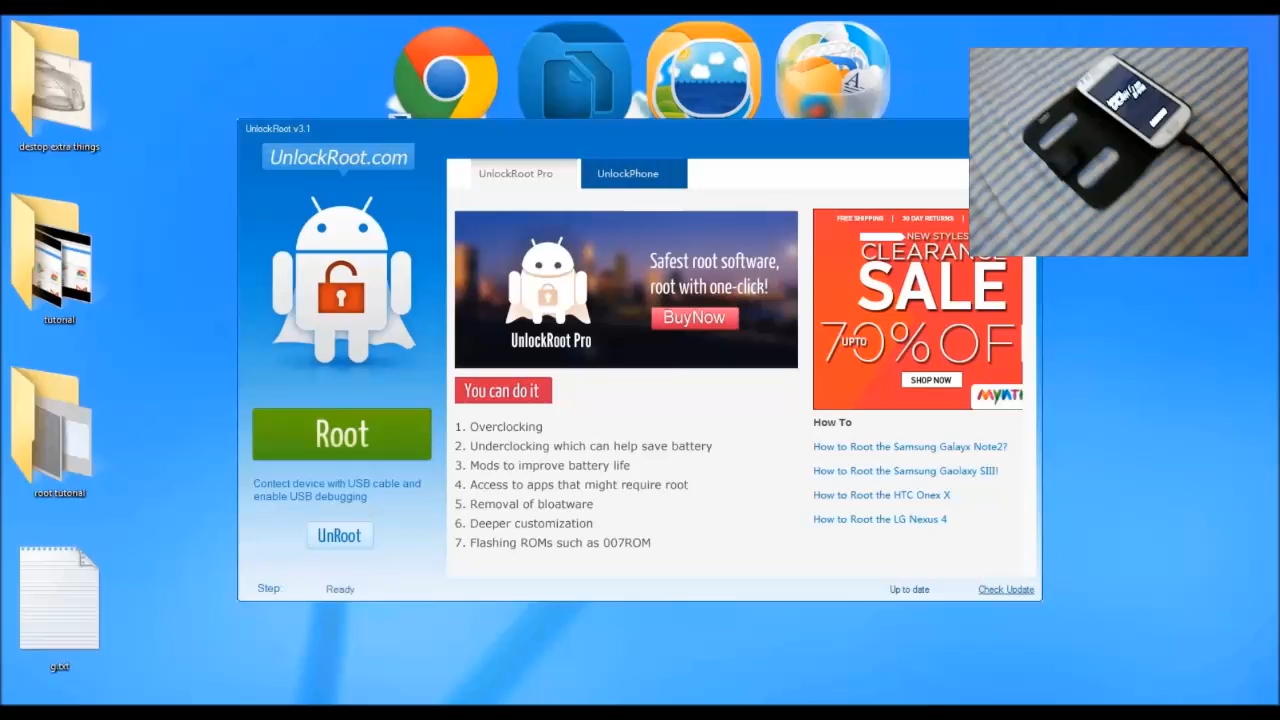 UnlockRoot v3.1
UnlockRoot.com
UnlockRoot Pro
UnlockPhone
Safest root software,
root with one-click!
BuyNow
UnlockRoot Pro
FREE SHIPPING | 30 DAY RETURNS |
NEW STYLES
CLEARANCE
SALE
UPTO
70% OF
SHOP NOW
You can do it
1. Overclocking
2. Underclocking which can help save battery
3. Mods to improve battery life
4. Access to apps that might require root
5. Removal of bloatware
6. Deeper customization
7. Flashing ROMs such as 007ROM
How To
How to Root the Samsung Galayx Note2?
How to Root the Samsung Gaolaxy SIII!
How to Root the HTC Onex X
How to Root the LG Nexus 4
Root
Contect device with USB cable and
enable USB debugging
UnRoot
Step:
Ready
Up to date
Check Update
destop extra things
tutorial
root tutorial
g.txt